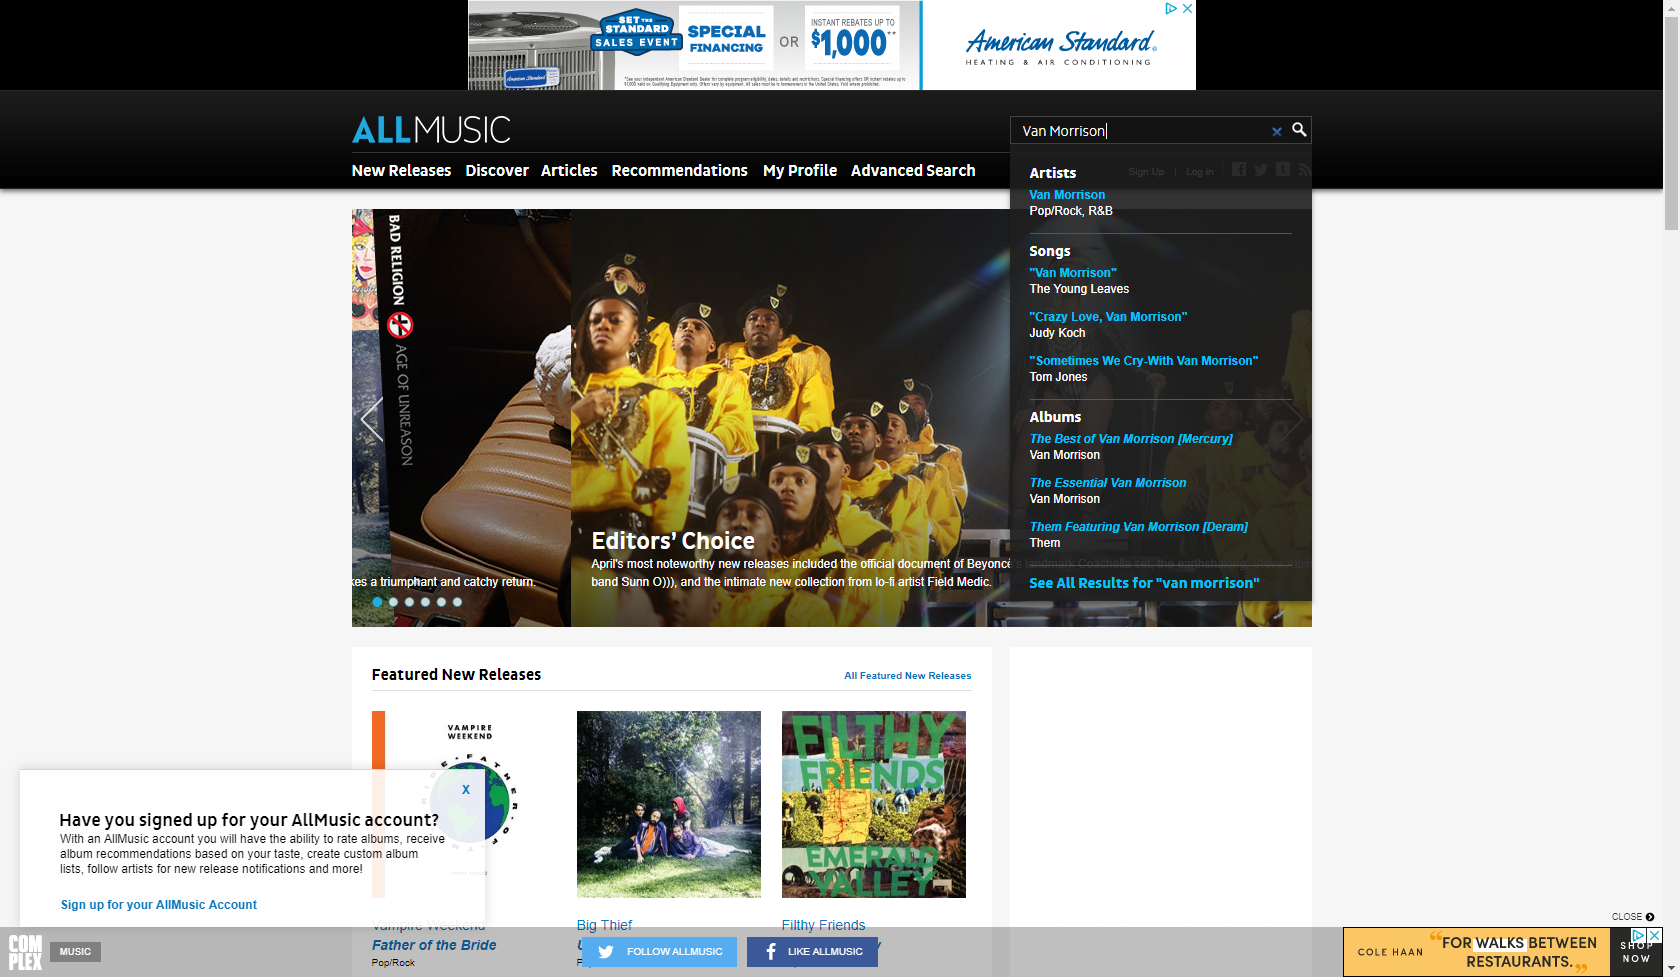 SET THE STANDARD SALES EVENT
SPECIAL FINANCING
OR
INSTANT REBATES UP TO
$1,000**
American Standard
HEATING & AIR CONDITIONING
ALLMUSIC
Van Morrison
New Releases Discover Articles Recommendations My Profile Advanced Search
Sign Up | Log in
Artists
Van Morrison
Pop/Rock, R&B
Songs
"Van Morrison"
The Young Leaves
"Crazy Love, Van Morrison"
Judy Koch
"Sometimes We Cry-With Van Morrison"
Tom Jones
Albums
The Best of Van Morrison [Mercury]
Van Morrison
The Essential Van Morrison
Van Morrison
Them Featuring Van Morrison [Deram]
Them
See All Results for "van morrison"
BAD RELIGION
AGE OF UNREASON
Editors' Choice
April's most noteworthy new releases included the official document of Beyoncé's landmark Coachella set, the earthshaking
band Sunn O))), and the intimate new collection from lo-fi artist Field Medic.
kes a triumphant and catchy return.
Featured New Releases
All Featured New Releases
VAMPIRE WEEKEND
FILTHY FRIENDS
EMERALD VALLEY
X
Have you signed up for your AllMusic account?
With an AllMusic account you will have the ability to rate albums, receive
album recommendations based on your taste, create custom album
lists, follow artists for new release notifications and more!
Sign up for your AllMusic Account
Vampire Weekend
Father of the Bride
Pop/Rock
Big Thief
Filthy Friends
COMPLEX
MUSIC
FOLLOW ALLMUSIC
LIKE ALLMUSIC
CLOSE
COLE HAAN
"FOR WALKS BETWEEN
RESTAURANTS."
SHOP NOW